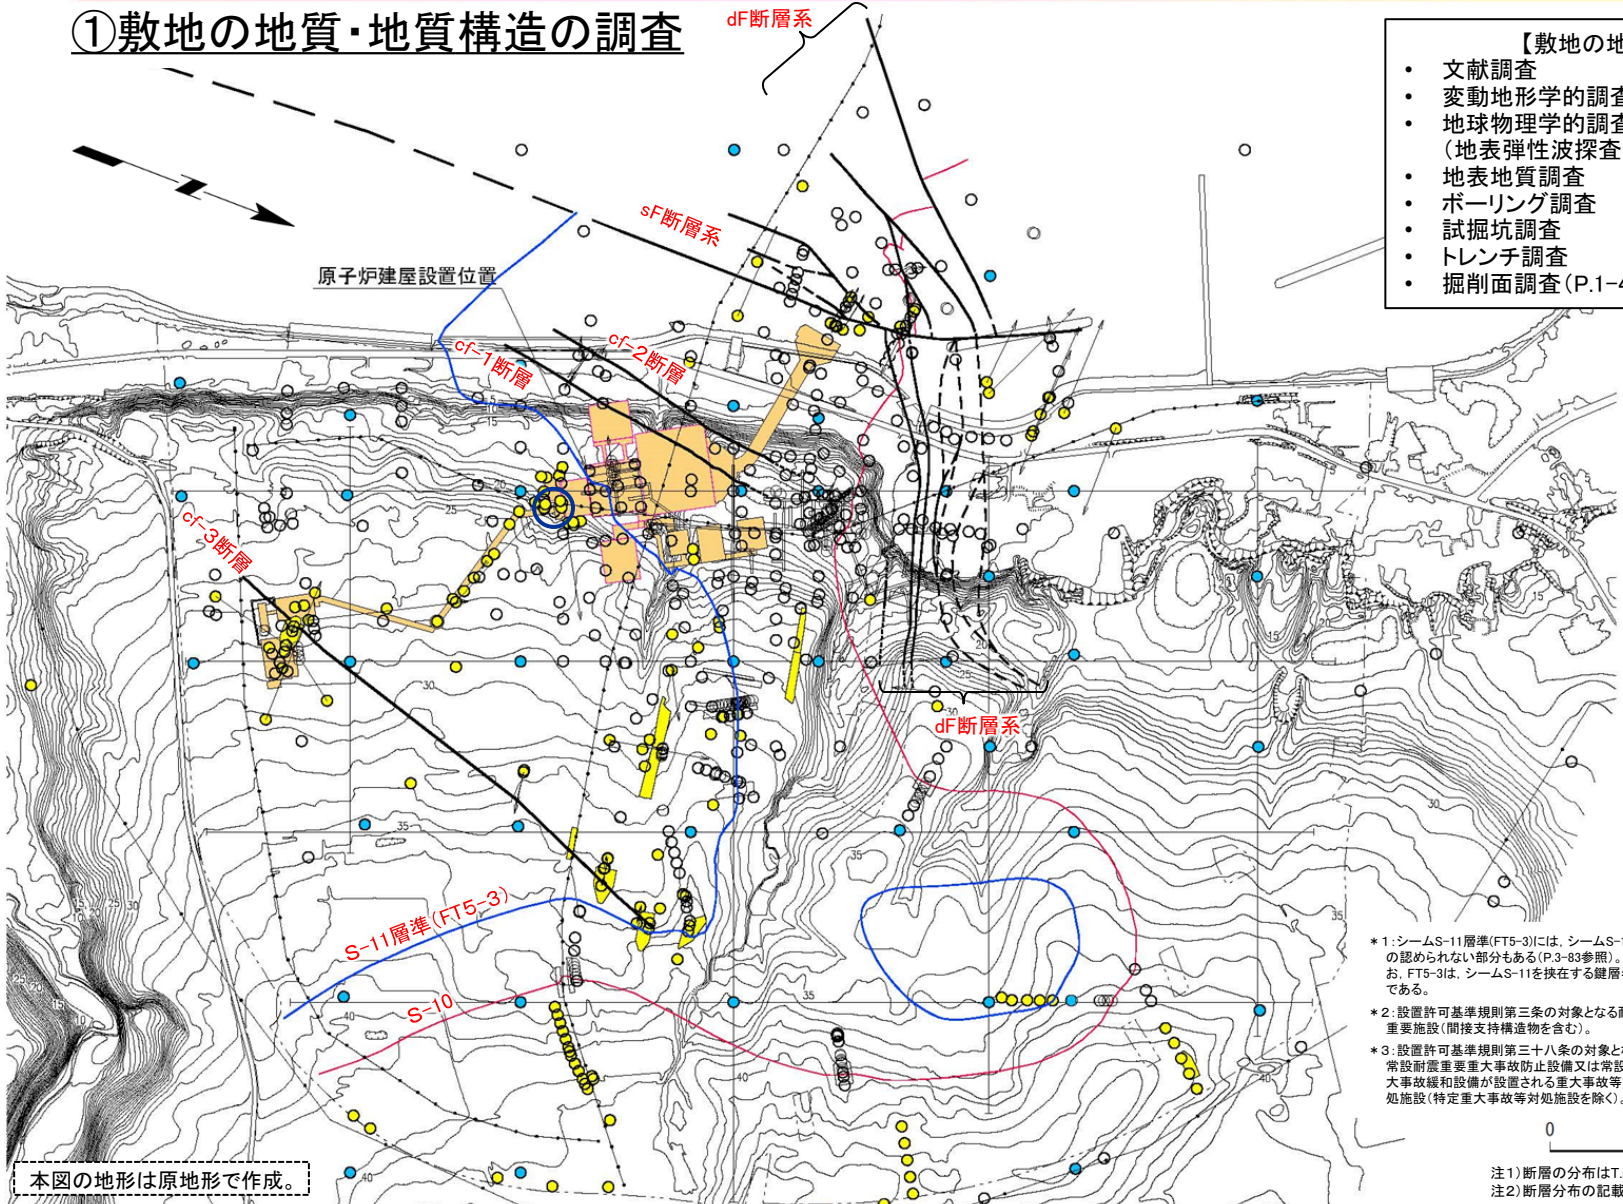 ①敷地の地質・地質構造の調査
dF断層系
【敷地の地
・ 文献調査
・ 変動地形学的調査
・ 地球物理学的調査
（地表弾性波探査
・ 地表地質調査
・ ボーリング調査
・ 試掘坑調査
・ トレンチ調査
・ 掘削面調査（P.1-4
sF断層系
原子炉建屋設置位置
cf-1断層
cf-2断層
cf-3断層
dF断層系
S-11層準(FT5-3)
S-10
＊1:シームS-11層準(FT5-3)には, シームS-1
の認められない部分もある(P.3-83参照)。
お, FT5-3は, シームS-11を挟在する鍵層
である。
＊2:設置許可基準規則第三条の対象となる耐
重要施設(間接支持構造物を含む)。
＊3:設置許可基準規則第三十八条の対象と
常設耐震重要重大事故防止設備又は常設
大事故緩和設備が設置される重大事故等
処施設(特定重大事故等対処施設を除く)。
0
本図の地形は原地形で作成。
注1)断層の分布はT.
注2)断層分布の記載